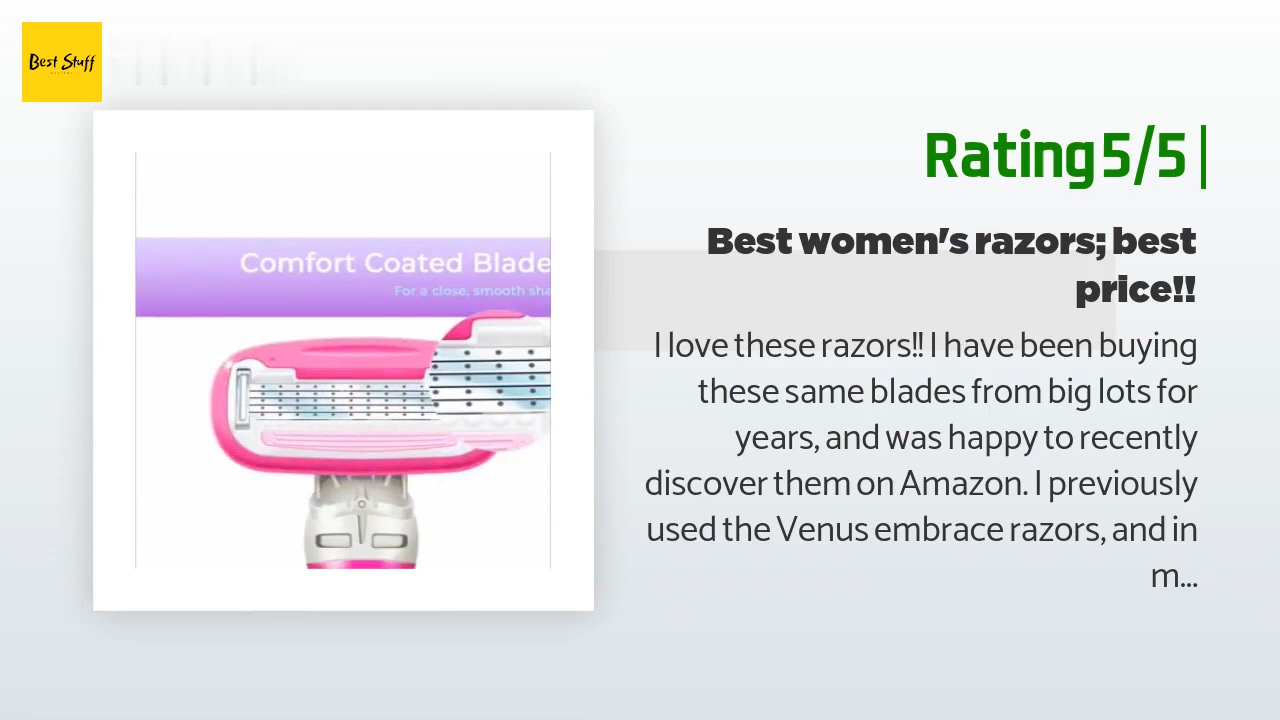 Best Stuff
Comfort Coated Blade
For a close, smooth sha
Rating 5/5 |
Best women's razors; best
price!!
I love these razors!! I have been buying
these same blades from big lots for
years, and was happy to recently
discover them on Amazon. I previously
used the Venus embrace razors, and in
m...